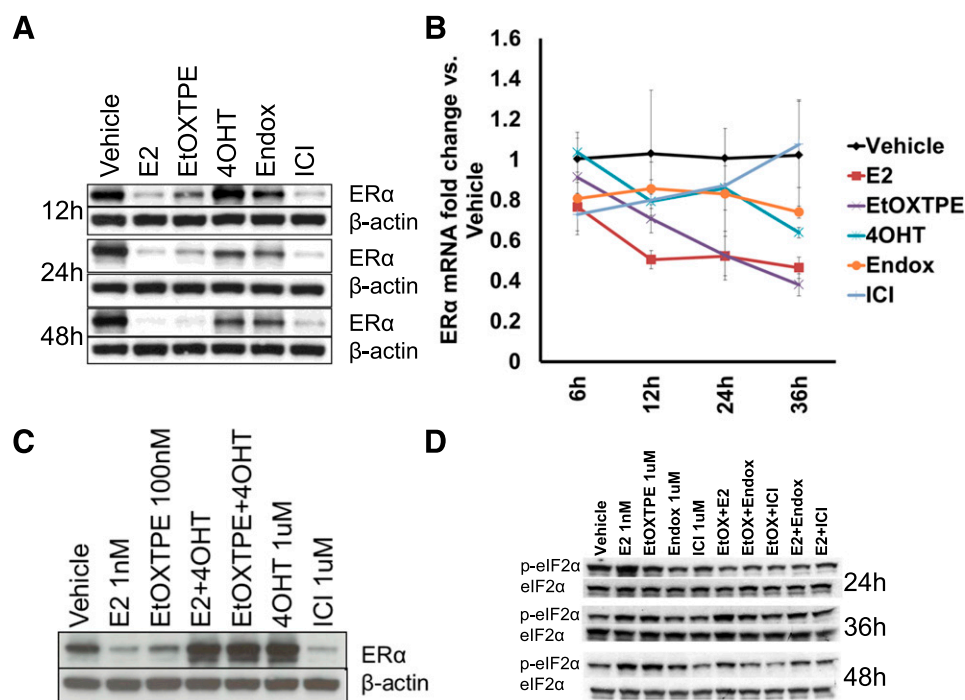 A
Vehicle
E2
EtOXTPE
4OHT
Endox
ICI
12h
ERα
β-actin
24h
ERα
β-actin
48h
ERα
β-actin
B
ERα mRNA fold change vs.
Vehicle
1.6
1.4
1.2
1
0.8
0.6
0.4
0.2
0
6h
12h
24h
36h
Vehicle
E2
EtOXTPE
4OHT
Endox
ICI
C
Vehicle
E2 1nM
EtOXTPE 100nM
E2+4OHT
EtOXTPE+4OHT
4OHT 1uM
ICI 1uM
ERα
β-actin
D
Vehicle
E2 1nM
EtOXTPE 1uM
Endox 1uM
ICI 1uM
EtOX+E2
EtOX+Endox
EtOX+ICI
E2+Endox
E2+ICI
p-eIF2α
eIF2α
24h
p-eIF2α
eIF2α
36h
p-eIF2α
eIF2α
48h